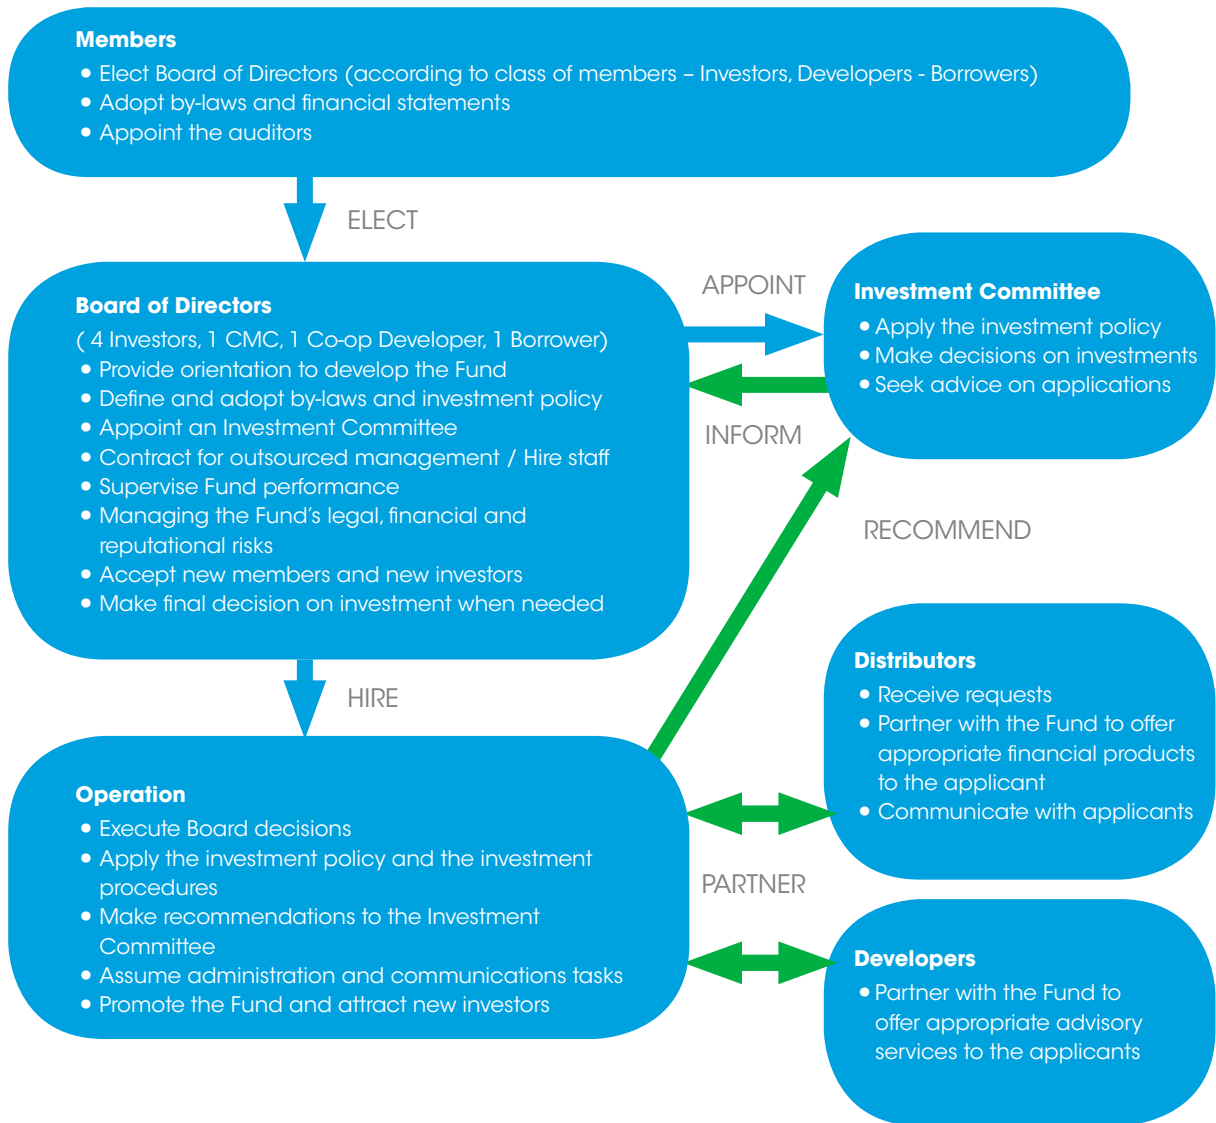 Members
• Elect Board of Directors (according to class of members – Investors, Developers - Borrowers)
• Adopt by-laws and financial statements
• Appoint the auditors
ELECT
Board of Directors
( 4 Investors, 1 CMC, 1 Co-op Developer, 1 Borrower)
• Provide orientation to develop the Fund
• Define and adopt by-laws and investment policy
• Appoint an Investment Committee
• Contract for outsourced management / Hire staff
• Supervise Fund performance
• Managing the Fund's legal, financial and
reputational risks
• Accept new members and new investors
• Make final decision on investment when needed
APPOINT
INFORM
Investment Committee
• Apply the investment policy
• Make decisions on investments
• Seek advice on applications
RECOMMEND
HIRE
Operation
• Execute Board decisions
• Apply the investment policy and the investment
procedures
• Make recommendations to the Investment
Committee
• Assume administration and communications tasks
• Promote the Fund and attract new investors
PARTNER
Distributors
• Receive requests
• Partner with the Fund to offer
appropriate financial products
to the applicant
• Communicate with applicants
Developers
• Partner with the Fund to
offer appropriate advisory
services to the applicants